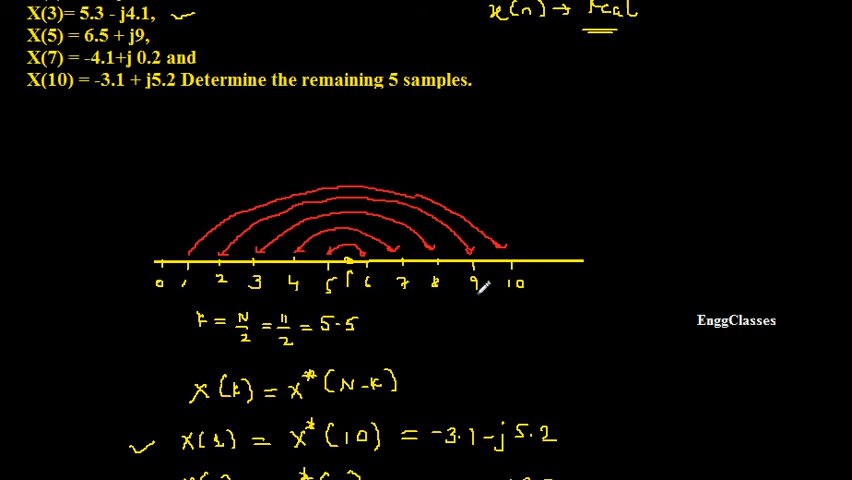 x(n) → real
X(3)= 5.3 - j4.1,
X(5) = 6.5 + j9,
X(7) = -4.1+j 0.2 and
X(10) = -3.1 + j5.2 Determine the remaining 5 samples.
0 1 2 3 4 5 6 7 8 9 10
k = N/2 = 11/2 = 5.5
EnggClasses
X(k) = X*(N-k)
X(1) = X*(10) = -3.1 - j 5.2